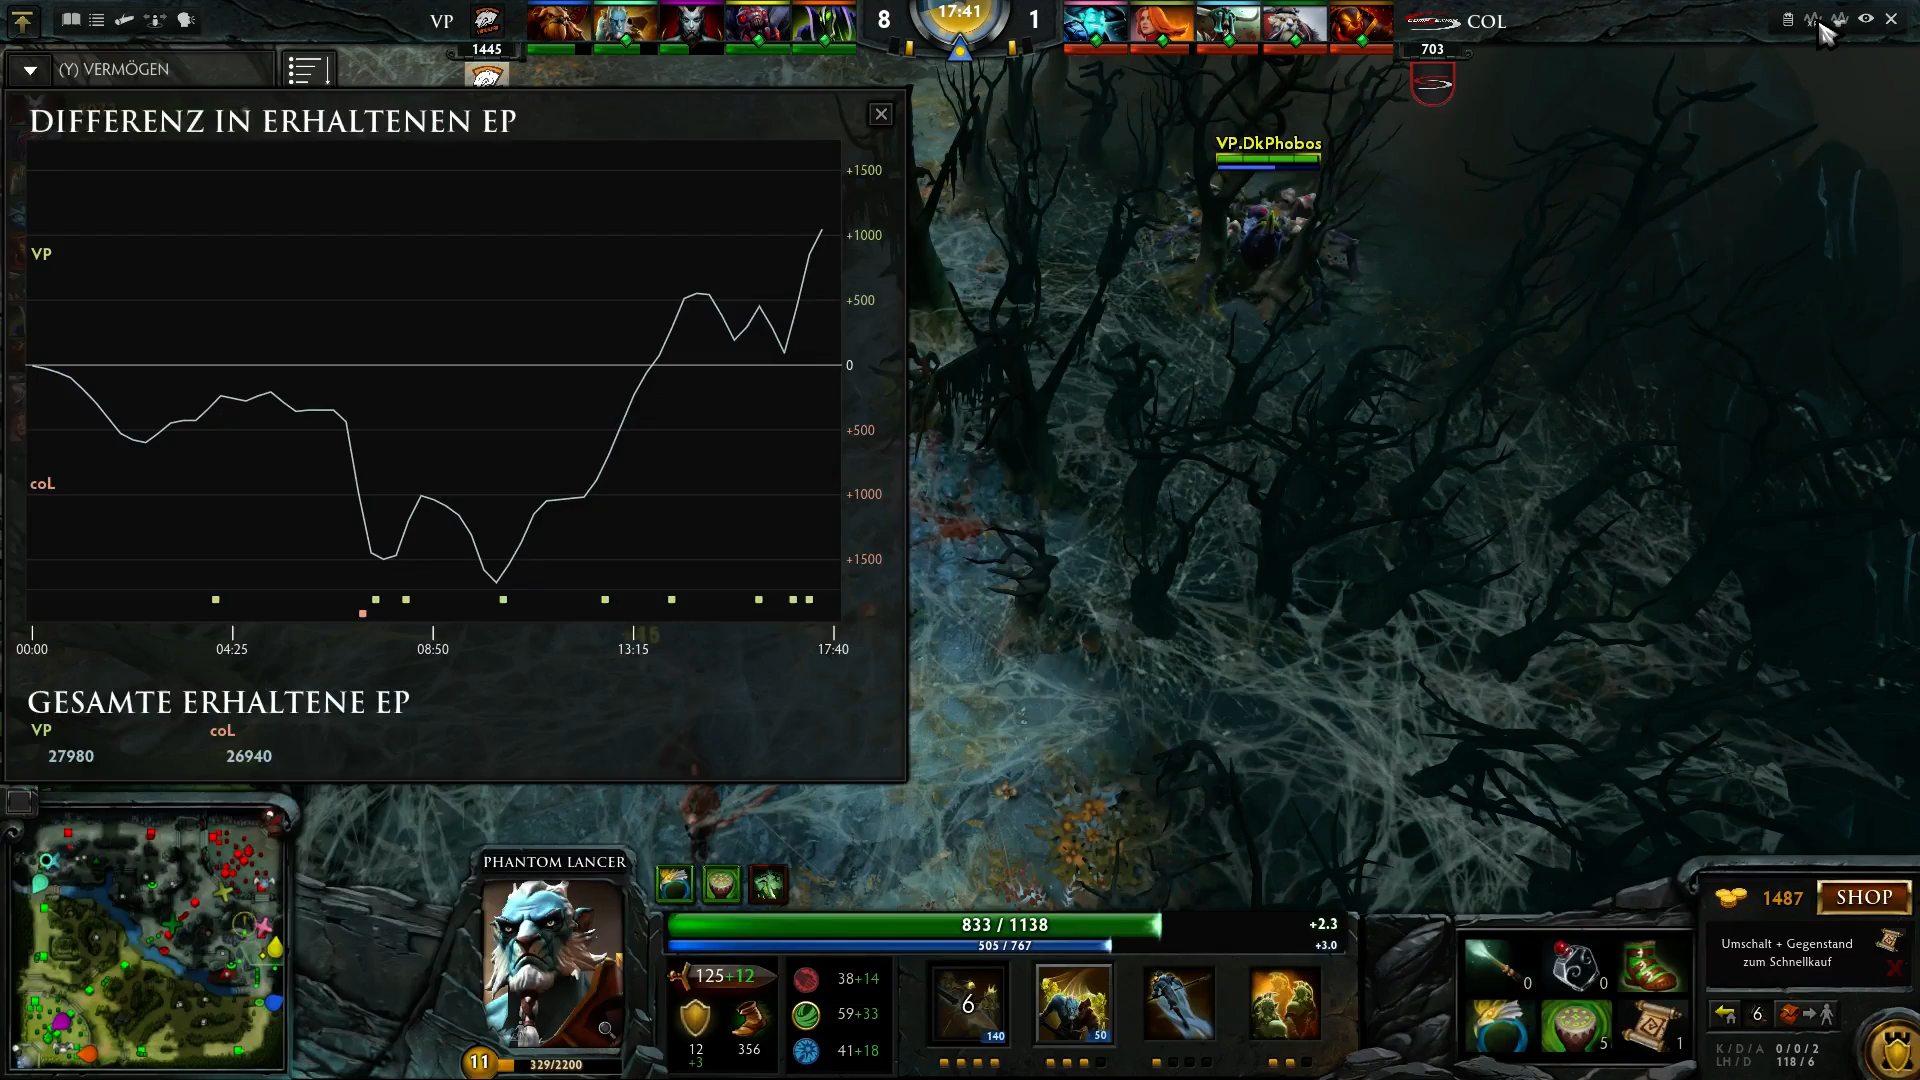 VP
1445
8
17:41
1
COL
703
(Y) VERMÖGEN
DIFFERENZ IN ERHALTENEN EP
+1500
+1000
VP
+500
0
+500
coL
+1000
+1500
00:00
04:25
08:50
13:15
17:40
GESAMTE ERHALTENE EP
VP
coL
27980
26940
VP.DkPhobos
PHANTOM LANCER
11
329/2200
833 / 1138
+2.3
505 / 767
+3.0
125+12
38+14
59+33
41+18
12
+3
356
6
140
50
0
0
5
1
1487
SHOP
Umschalt + Gegenstand
zum Schnellkauf
6
K / D / A 0 / 0 / 2
LH / D 118 / 6